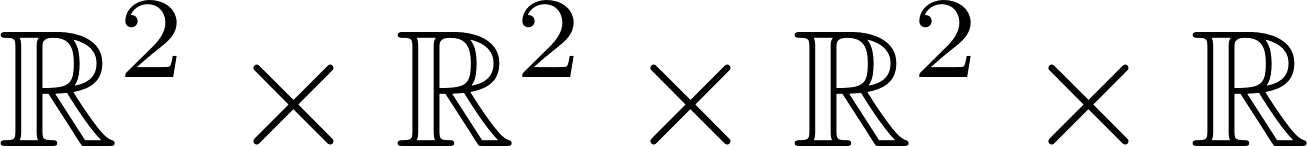 ℝ² × ℝ² × ℝ² × ℝ